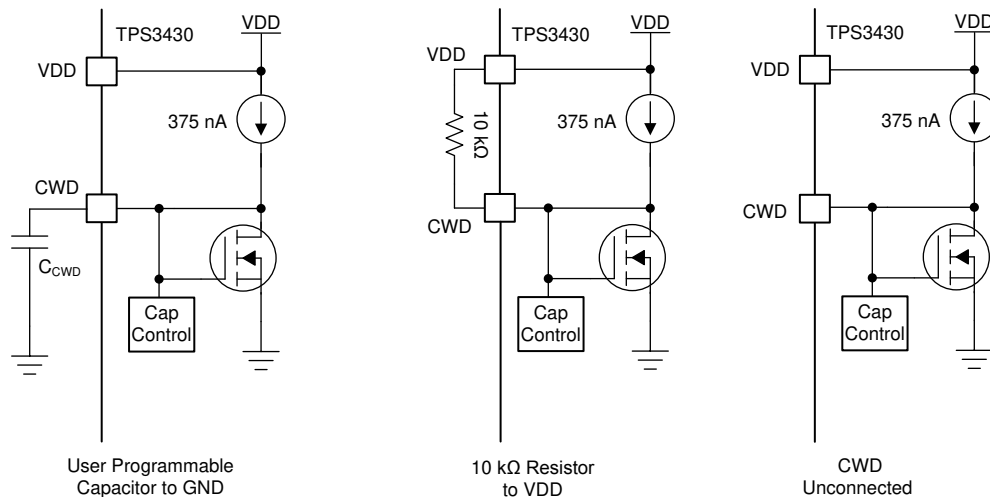 VDD
TPS3430
VDD
375 nA
CWD
C_CWD
Cap
Control
User Programmable
Capacitor to GND
VDD
TPS3430
VDD
10 kΩ
375 nA
CWD
Cap
Control
10 kΩ Resistor
to VDD
VDD
TPS3430
VDD
375 nA
CWD
Cap
Control
CWD
Unconnected